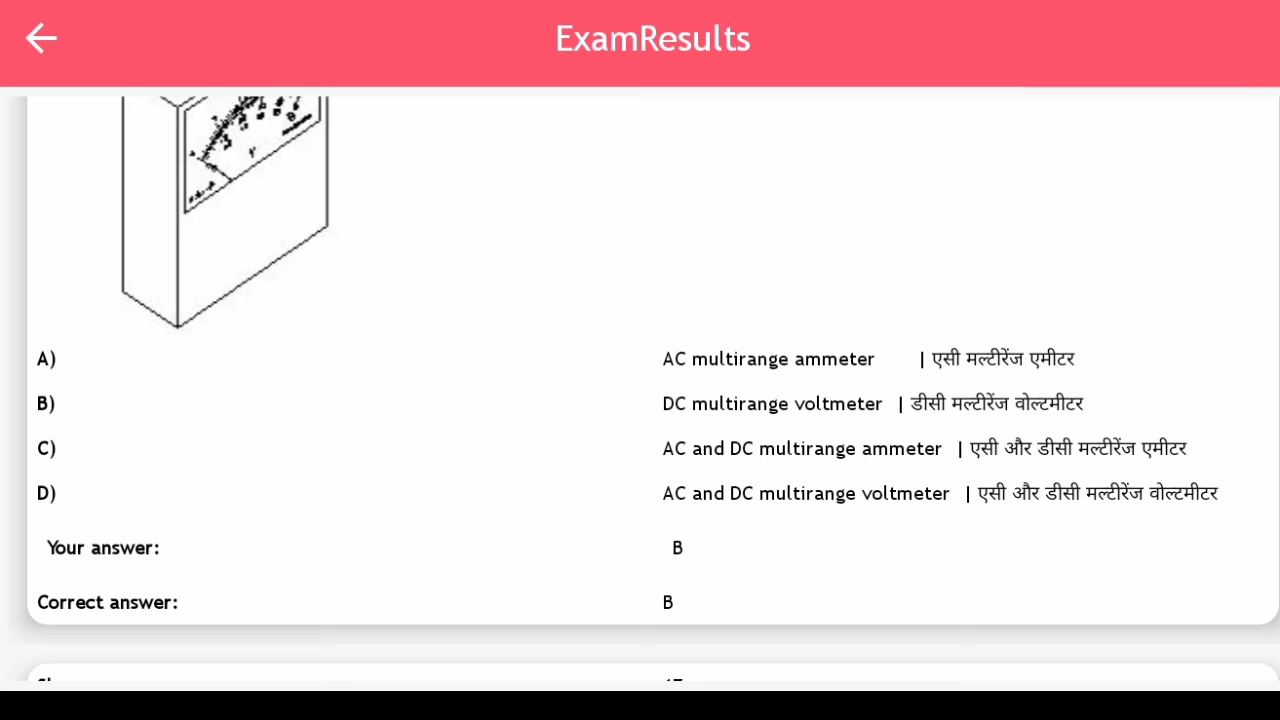 ExamResults
A) AC multirange ammeter | एसी मल्टीरेंज एमीटर
B) DC multirange voltmeter | डीसी मल्टीरेंज वोल्टमीटर
C) AC and DC multirange ammeter | एसी और डीसी मल्टीरेंज एमीटर
D) AC and DC multirange voltmeter | एसी और डीसी मल्टीरेंज वोल्टमीटर
Your answer: B
Correct answer: B